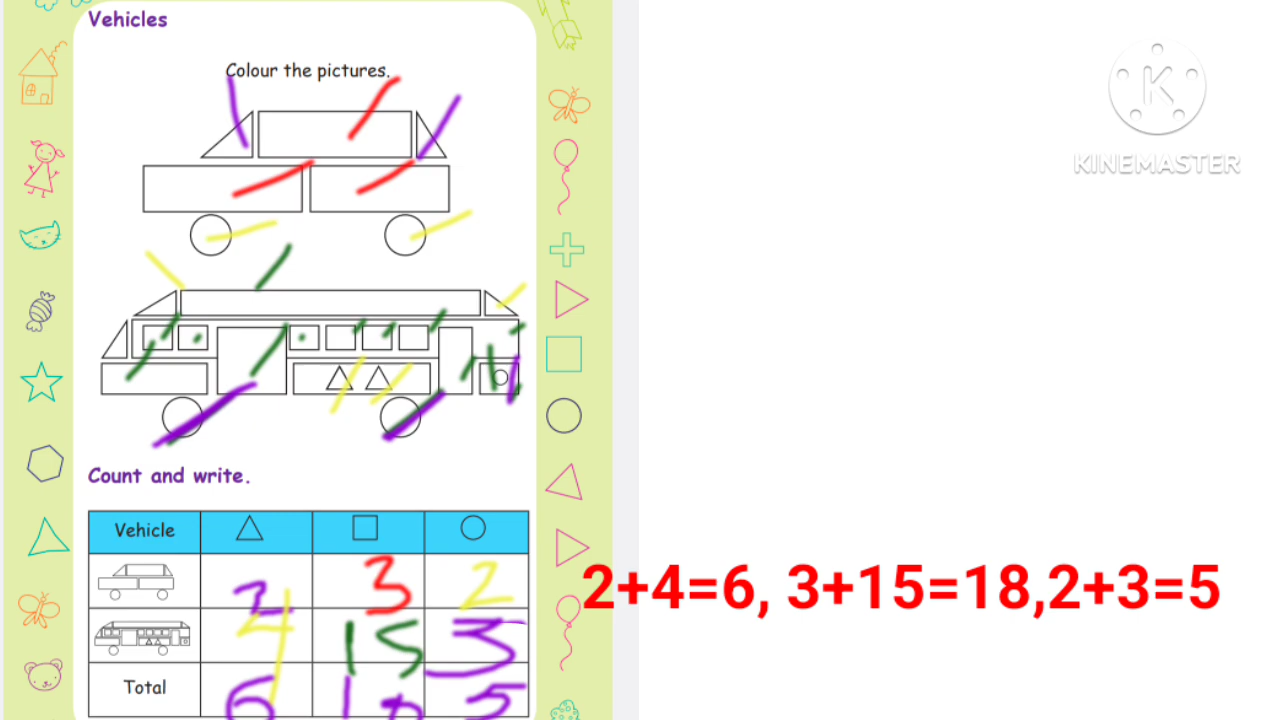 Vehicles
Colour the pictures.
KINEMASTER
Count and write.
Vehicle
2 3 2
4 15 3
Total 6 5
2+4=6, 3+15=18,2+3=5